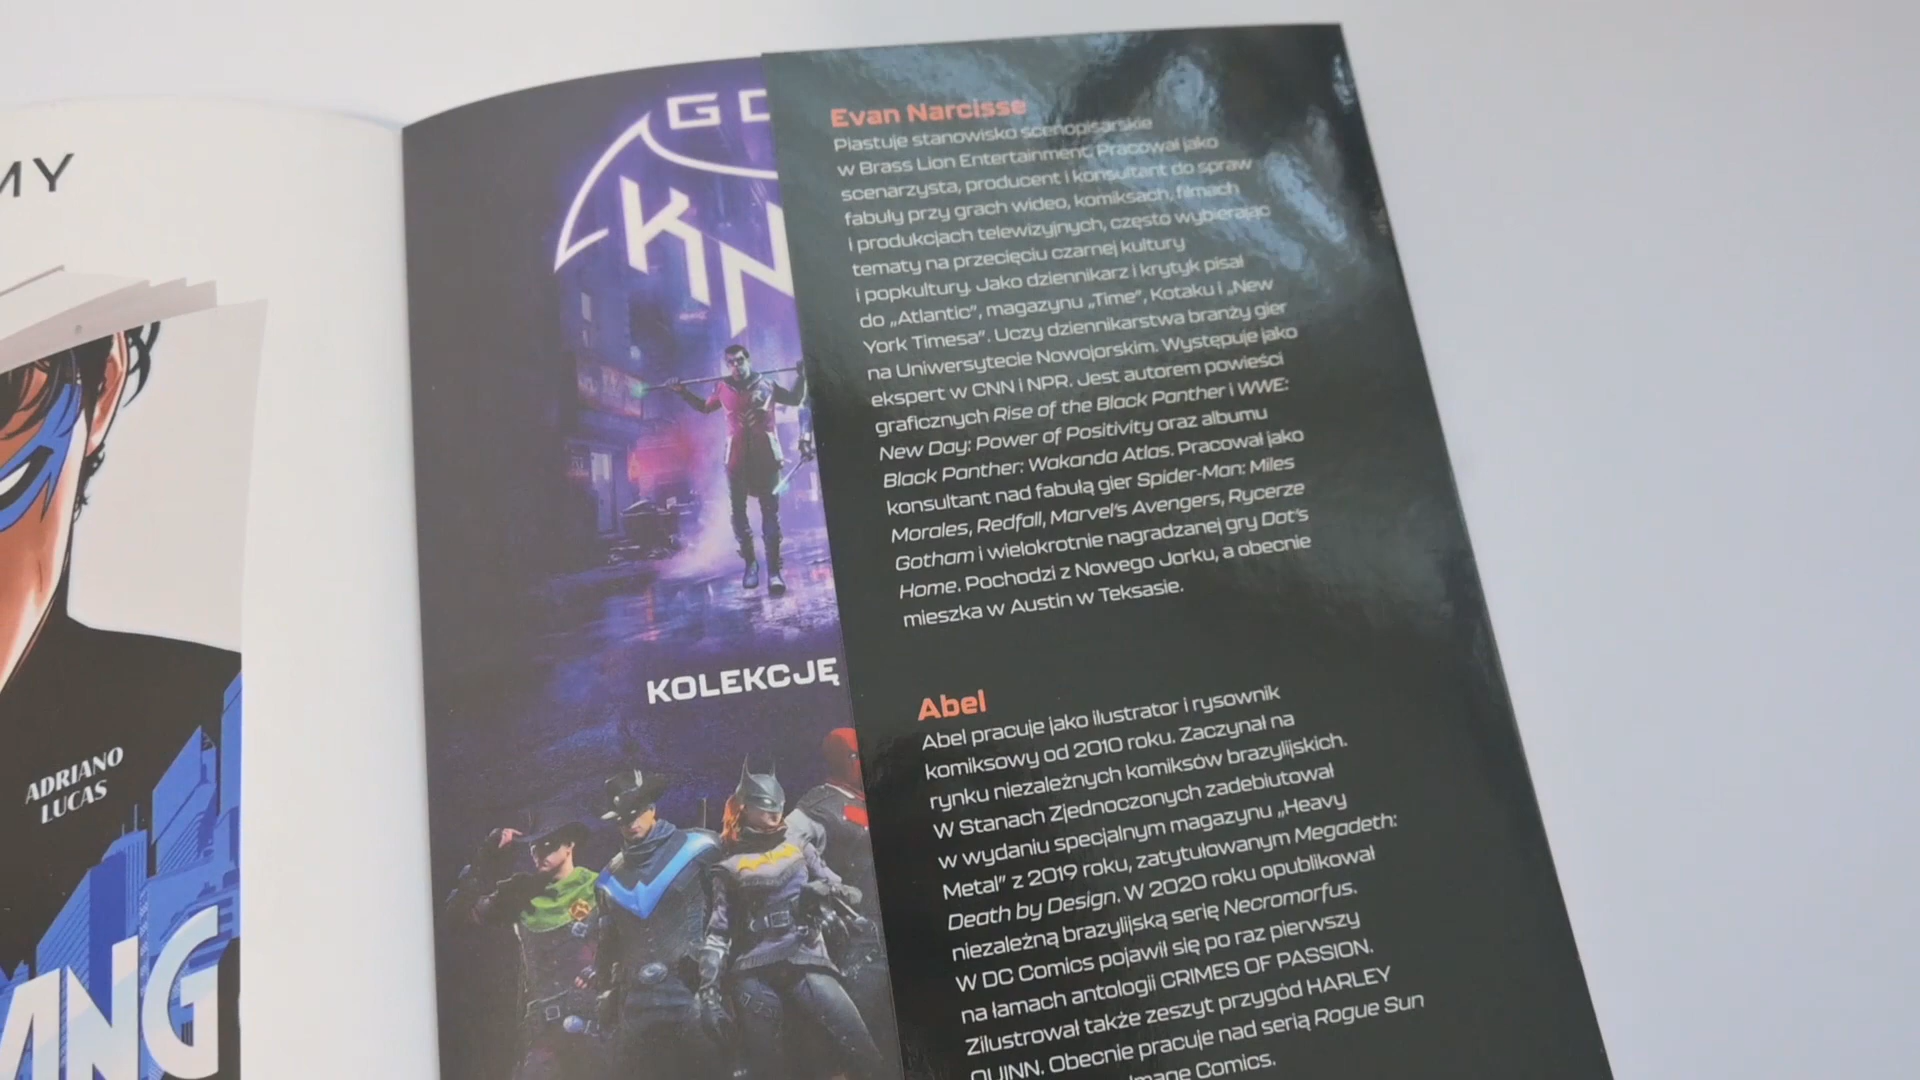 MY
ADRIANO
LUCAS
ING
GO
KN
KOLEKCJĘ
Evan Narcisse
Piastuje stanowisko scenopisarskie
w Brass Lion Entertainment. Pracował jako
scenarzysta, producent i konsultant do spraw
fabuły przy grach wideo, komiksach, filmach
i produkcjach telewizyjnych, często wybierając
tematy na przecięciu czarnej kultury
i popkultury. Jako dziennikarz i krytyk pisał
do „Atlantic”, magazynu „Time”, Kotaku i „New
York Timesa”. Uczy dziennikarstwa branży gier
na Uniwersytecie Nowojorskim. Występuje jako
ekspert w CNN i NPR. Jest autorem powieści
graficznych Rise of the Black Panther i WWE:
New Day: Power of Positivity oraz albumu
Black Panther: Wakanda Atlas. Pracował jako
konsultant nad fabułą gier Spider-Man: Miles
Morales, Redfall, Marvel's Avengers, Rycerze
Gotham i wielokrotnie nagradzanej gry Dot's
Home. Pochodzi z Nowego Jorku, a obecnie
mieszka w Austin w Teksasie.
Abel
Abel pracuje jako ilustrator i rysownik
komiksowy od 2010 roku. Zaczynał na
rynku niezależnych komiksów brazylijskich.
W Stanach Zjednoczonych zadebiutował
w wydaniu specjalnym magazynu „Heavy
Metal” z 2019 roku, zatytułowanym Megadeth:
Death by Design. W 2020 roku opublikował
niezależną brazylijską serię Necromorfus.
W DC Comics pojawił się po raz pierwszy
na łamach antologii CRIMES OF PASSION.
Zilustrował także zeszyt przygód HARLEY
QUINN. Obecnie pracuje nad serią Rogue Sun
Image Comics.